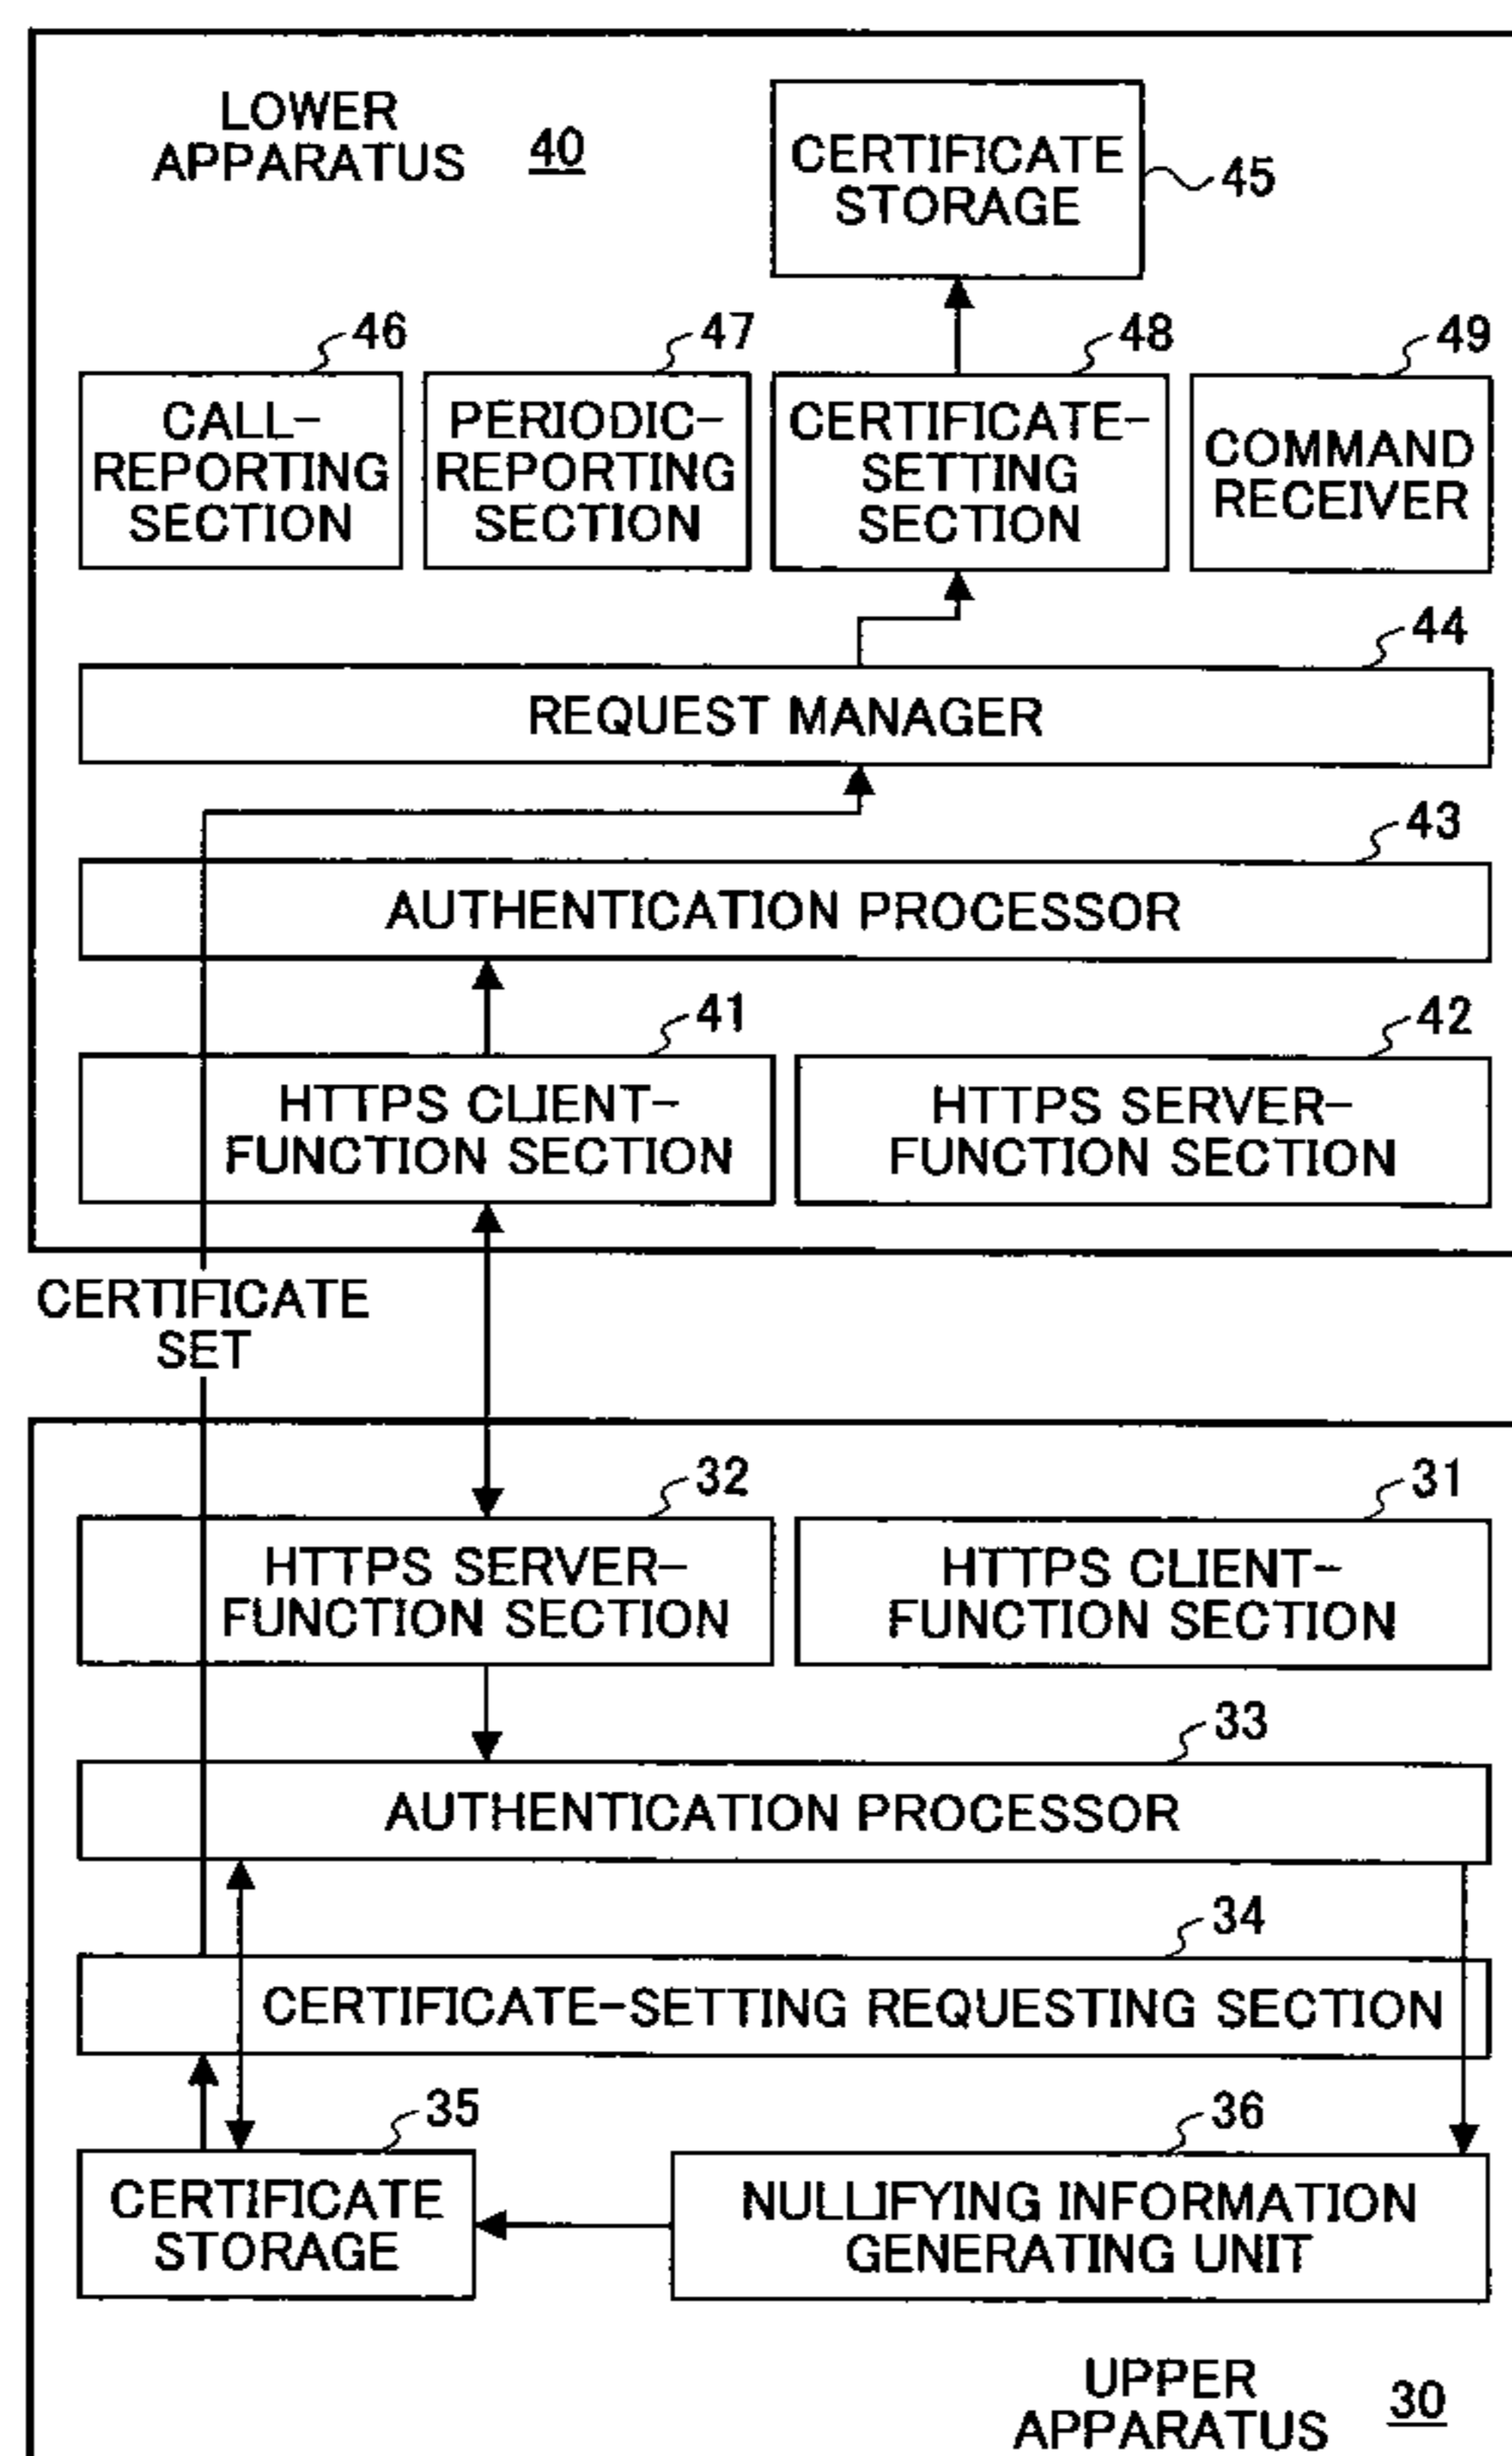 LOWER
APPARATUS 40
CERTIFICATE
STORAGE
45
46
47
48
49
CALL-
REPORTING
SECTION
PERIODIC-
REPORTING
SECTION
CERTIFICATE-
SETTING
SECTION
COMMAND
RECEIVER
44
REQUEST MANAGER
43
AUTHENTICATION PROCESSOR
41
42
HTTPS CLIENT-
FUNCTION SECTION
HTTPS SERVER-
FUNCTION SECTION
CERTIFICATE
SET
32
31
HTTPS SERVER-
FUNCTION SECTION
HTTPS CLIENT-
FUNCTION SECTION
33
AUTHENTICATION PROCESSOR
34
CERTIFICATE-SETTING REQUESTING SECTION
35
36
CERTIFICATE
STORAGE
NULLIFYING INFORMATION
GENERATING UNIT
UPPER
APPARATUS 30